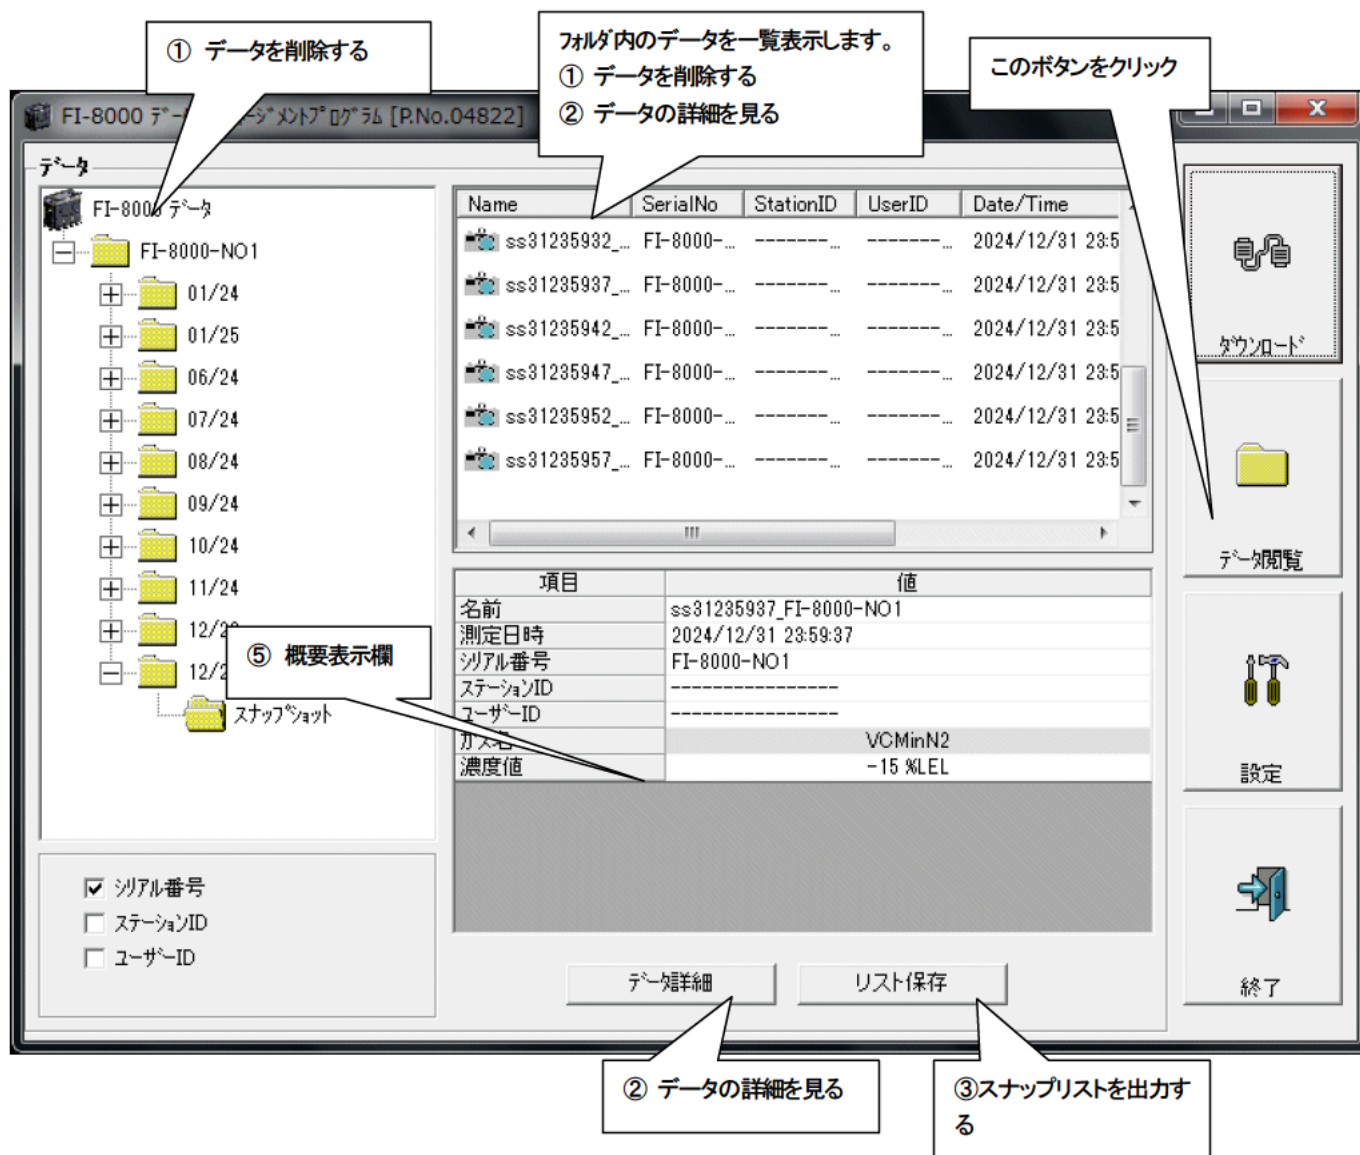 ① データを削除する
フォルダ内のデータを一覧表示します。
① データを削除する
② データの詳細を見る
このボタンをクリック
FI-8000 データ
ージメントプログラム [P.No.04822]
データ
FI-8000 データ
FI-8000-NO1
01/24
01/25
06/24
07/24
08/24
09/24
10/24
11/24
スナップショット
Name SerialNo StationID UserID Date/Time
ss31235932_... FI-8000-... -------... -------... 2024/12/31 23:5
ss31235937_... FI-8000-... -------... -------... 2024/12/31 23:5
ss31235942_... FI-8000-... -------... -------... 2024/12/31 23:5
ss31235947_... FI-8000-... -------... -------... 2024/12/31 23:5
ss31235952_... FI-8000-... -------... -------... 2024/12/31 23:5
ss31235957_... FI-8000-... -------... -------... 2024/12/31 23:5
項目 値
名前 ss31235937_FI-8000-NO1
測定日時 2024/12/31 23:59:37
シリアル番号 FI-8000-NO1
ステーションID ----------------
ユーザーID ----------------
ガス名 VCMinN2
濃度値 -15 %LEL
⑤ 概要表示欄
シリアル番号
ステーションID
ユーザーID
データ詳細
リスト保存
ダウンロード
データ閲覧
設定
終了
② データの詳細を見る
③スナップリストを出力す
る